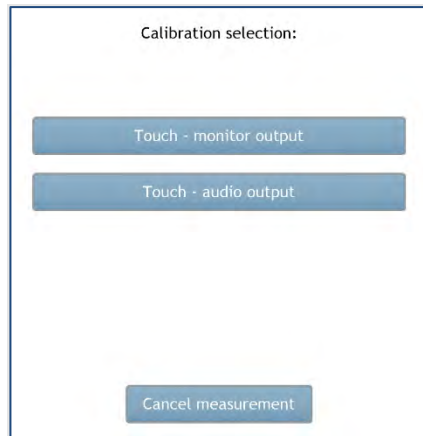 Calibration selection:
Touch - monitor output
Touch - audio output
Cancel measurement